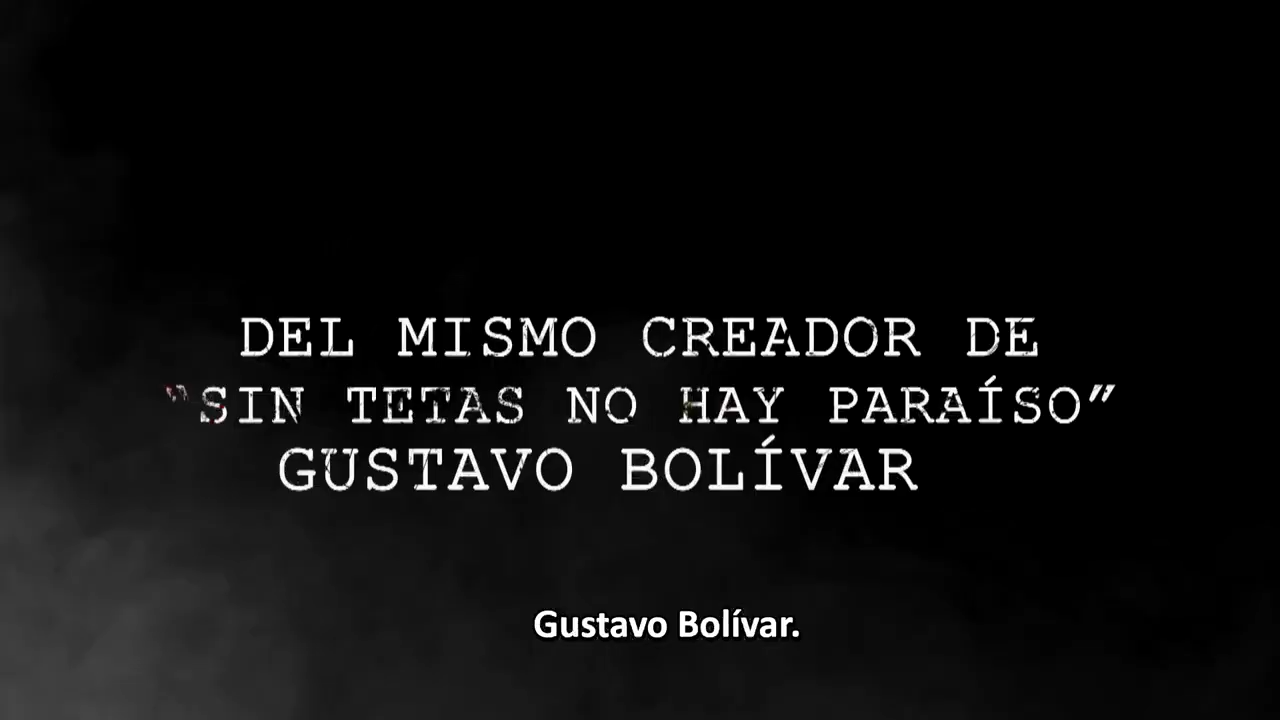 DEL MISMO CREADOR DE
"SIN TETAS NO HAY PARAÍSO”
GUSTAVO BOLÍVAR
Gustavo Bolívar.